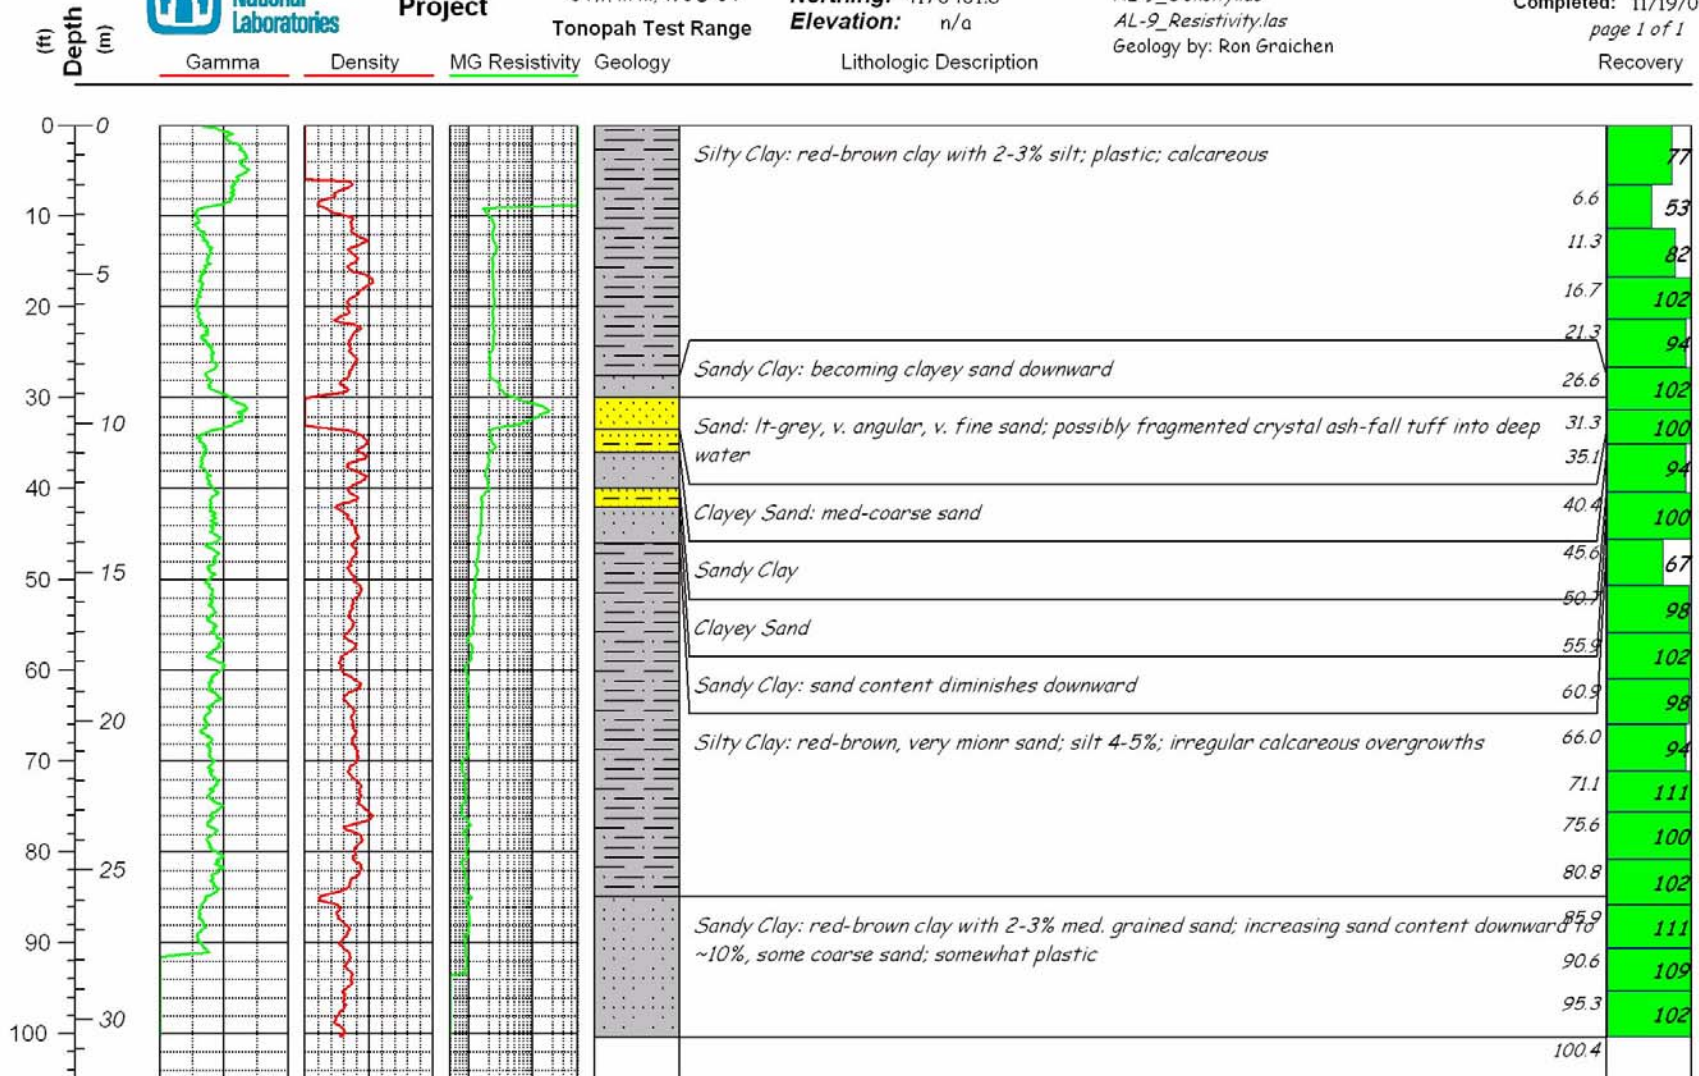 National
Laboratories
Project
Tonopah Test Range
Northing:
Elevation: n/a
AL-9_Resistivity.las
Geology by: Ron Graichen
Completed: 11/19/0
page 1 of 1
(ft) Depth (m)
Gamma Density MG Resistivity Geology Lithologic Description Recovery
0 0
Silty Clay: red-brown clay with 2-3% silt; plastic; calcareous
77
6.6 53
10
11.3 82
5
16.7 102
20
21.3 94
Sandy Clay: becoming clayey sand downward
26.6 102
30
10
Sand: lt-grey, v. angular, v. fine sand; possibly fragmented crystal ash-fall tuff into deep
water
31.3 100
35.1 94
40
Clayey Sand: med-coarse sand
40.4 100
45.6 67
Sandy Clay
50 15
50.7 98
Clayey Sand
55.9 102
60
Sandy Clay: sand content diminishes downward
60.9 98
20
Silty Clay: red-brown, very mionr sand; silt 4-5%; irregular calcareous overgrowths
66.0 94
70
71.1 111
75.6 100
80
25
80.8 102
Sandy Clay: red-brown clay with 2-3% med. grained sand; increasing sand content downward to
~10%, some coarse sand; somewhat plastic
85.9 111
90
90.6 109
95.3 102
30
100
100.4